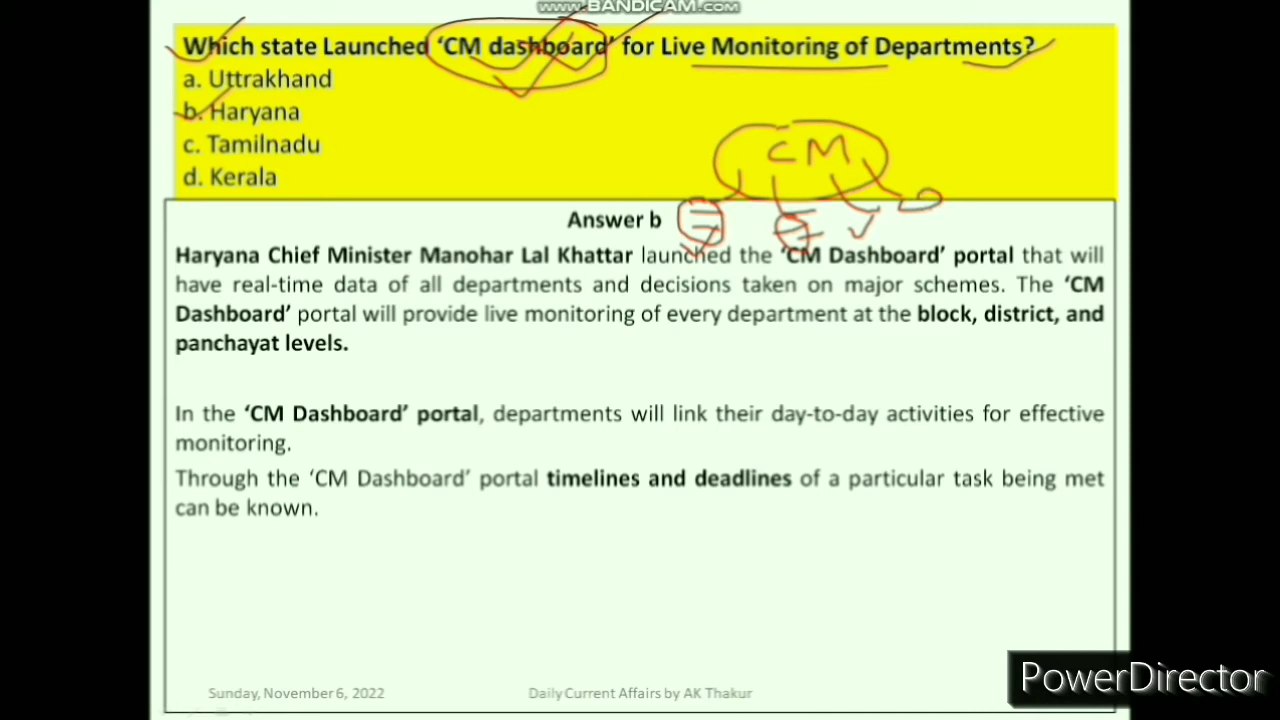 WWW.BANDICAM.COM
Which state Launched ‘CM dashboard’ for Live Monitoring of Departments?
a. Uttrakhand
b. Haryana
c. Tamilnadu
d. Kerala
CM
Answer b
Haryana Chief Minister Manohar Lal Khattar launched the ‘CM Dashboard’ portal that will
have real-time data of all departments and decisions taken on major schemes. The ‘CM
Dashboard’ portal will provide live monitoring of every department at the block, district, and
panchayat levels.
In the ‘CM Dashboard’ portal, departments will link their day-to-day activities for effective
monitoring.
Through the ‘CM Dashboard’ portal timelines and deadlines of a particular task being met
can be known.
Sunday, November 6, 2022
Daily Current Affairs by AK Thakur
PowerDirector